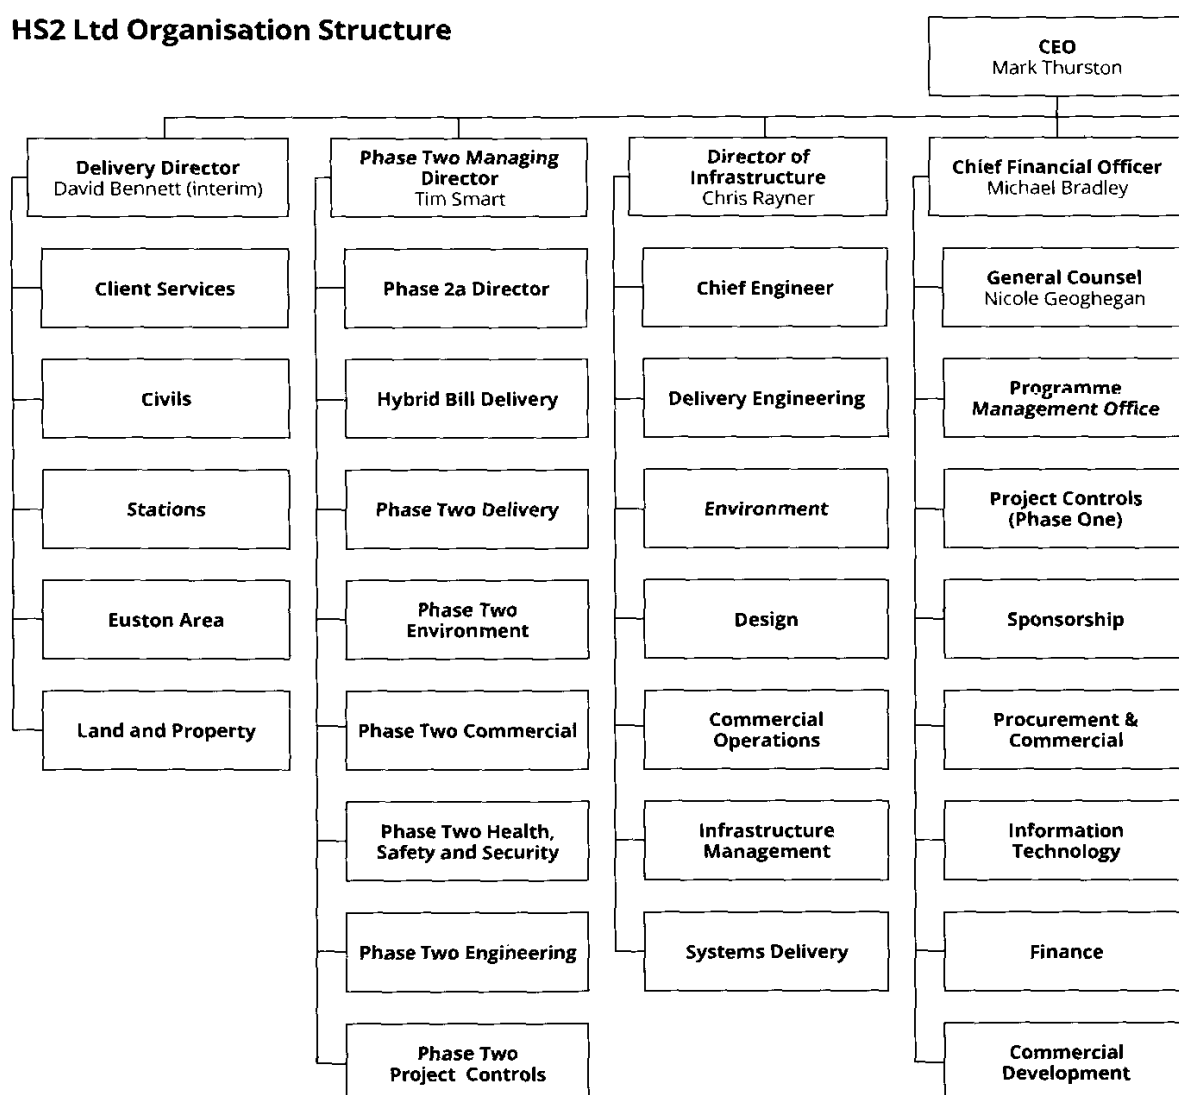 HS2 Ltd Organisation Structure
CEO
Mark Thurston
Delivery Director
David Bennett (interim)
Client Services
Civils
Stations
Euston Area
Land and Property
Phase Two Managing
Director
Tim Smart
Phase 2a Director
Hybrid Bill Delivery
Phase Two Delivery
Phase Two
Environment
Phase Two Commercial
Phase Two Health,
Safety and Security
Phase Two Engineering
Phase Two
Project Controls
Director of
Infrastructure
Chris Rayner
Chief Engineer
Delivery Engineering
Environment
Design
Commercial
Operations
Infrastructure
Management
Systems Delivery
Chief Financial Officer
Michael Bradley
General Counsel
Nicole Geoghegan
Programme
Management Office
Project Controls
(Phase One)
Sponsorship
Procurement &
Commercial
Information
Technology
Finance
Commercial
Development